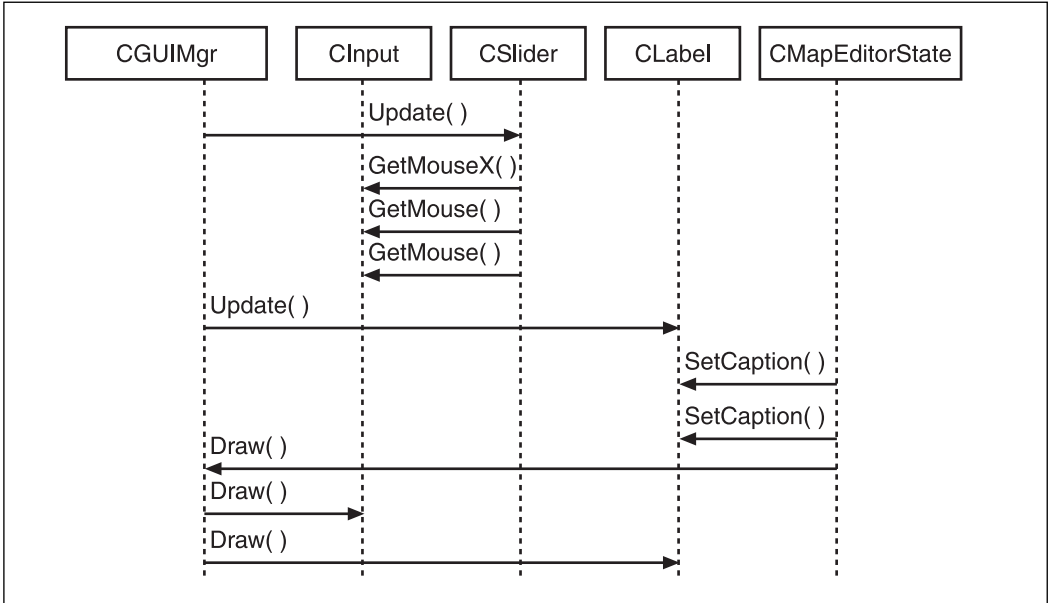 CGUIMgr CInput CSlider CLabel CMapEditorState
Update( )
GetMouseX( )
GetMouse( )
GetMouse( )
Update( )
SetCaption( )
SetCaption( )
Draw( )
Draw( )
Draw( )